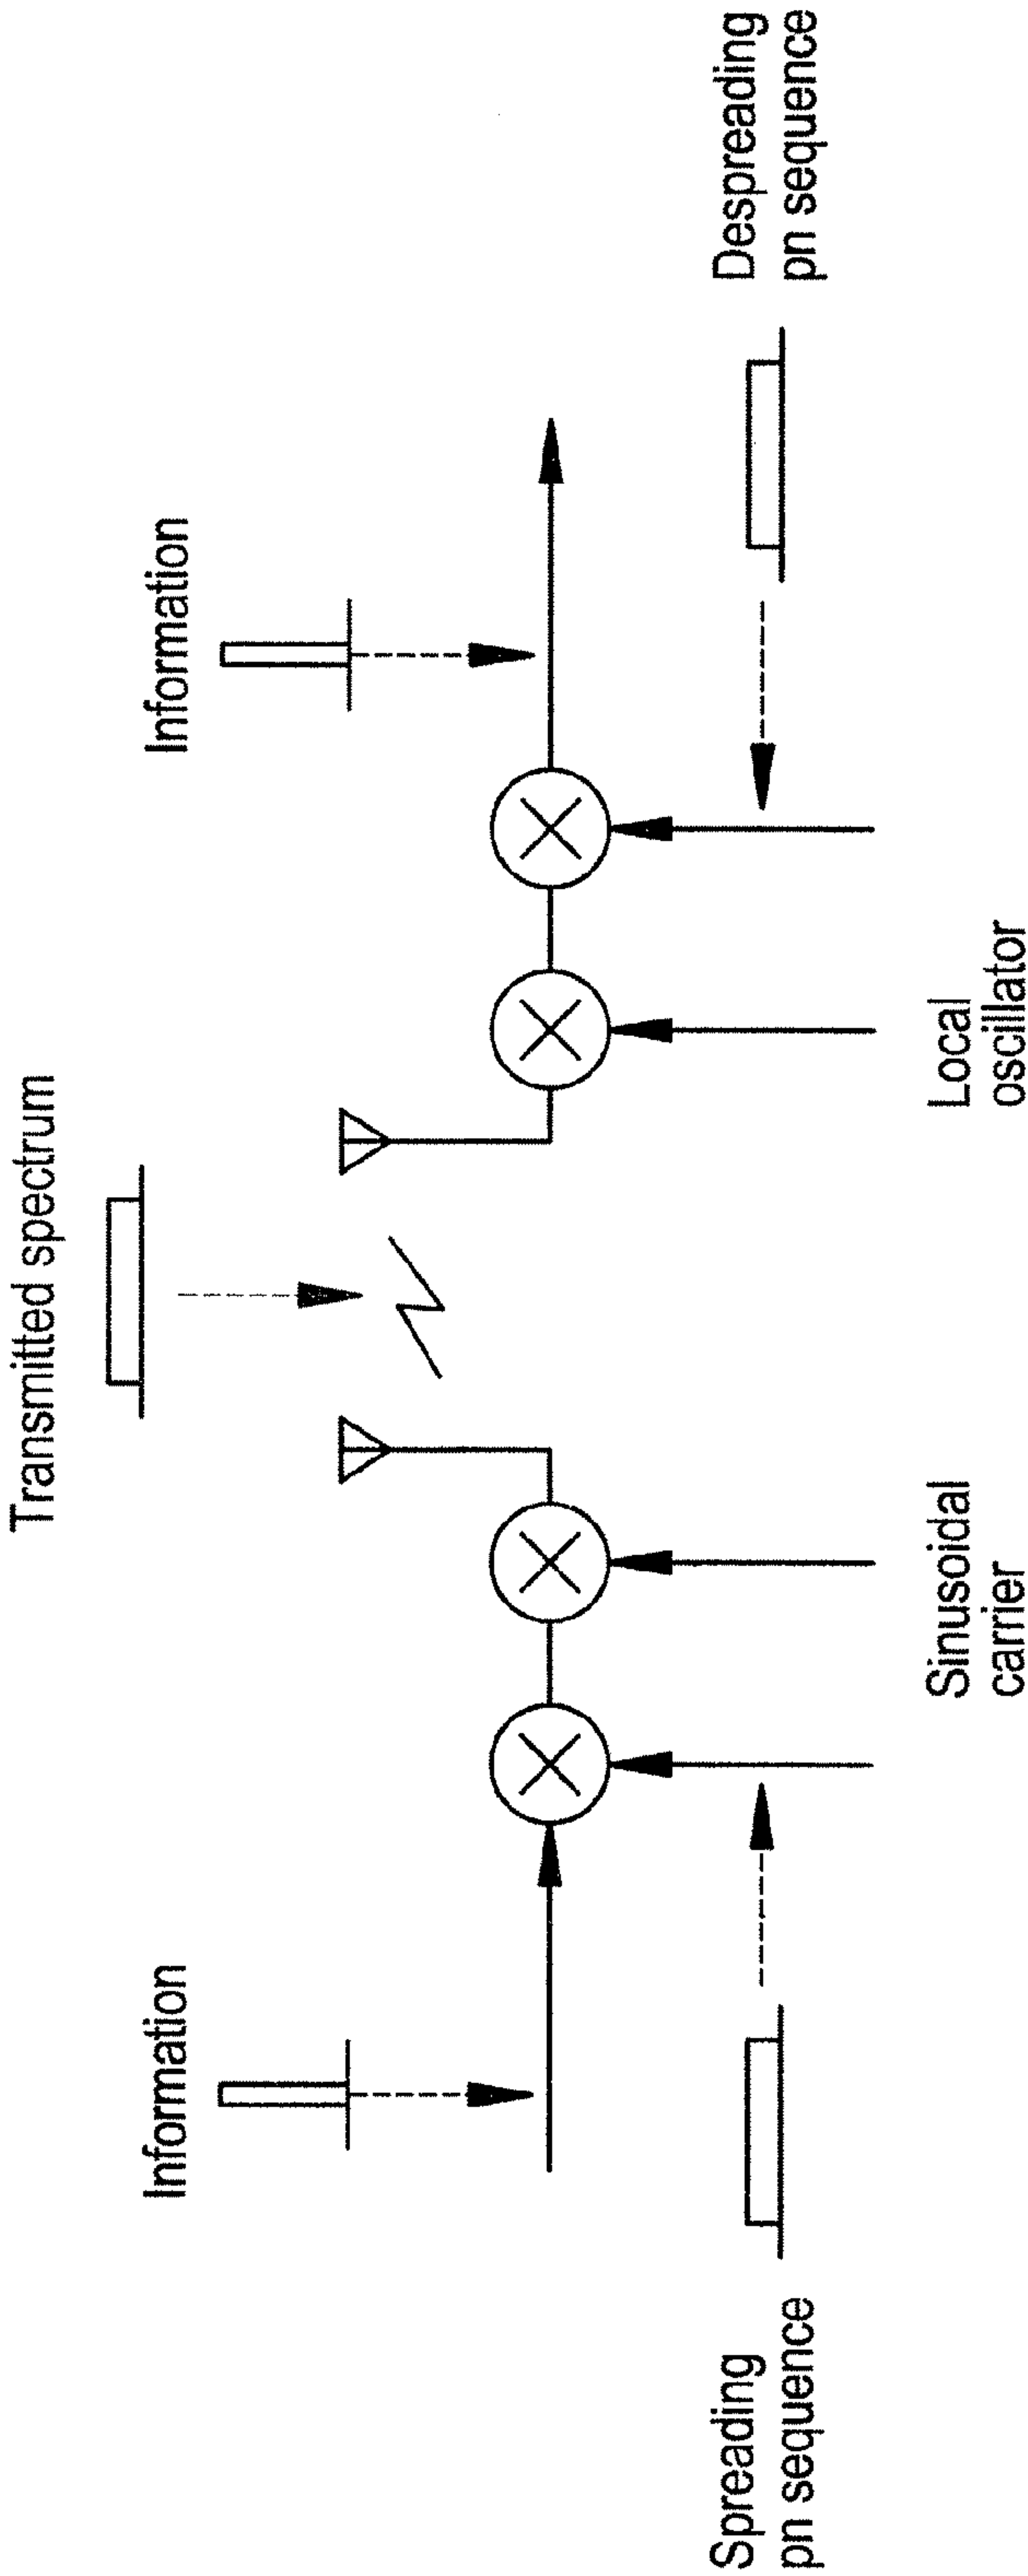 Transmitted spectrum
Information
Information
Spreading
pn sequence
Despreading
pn sequence
Sinusoidal
carrier
Local
oscillator